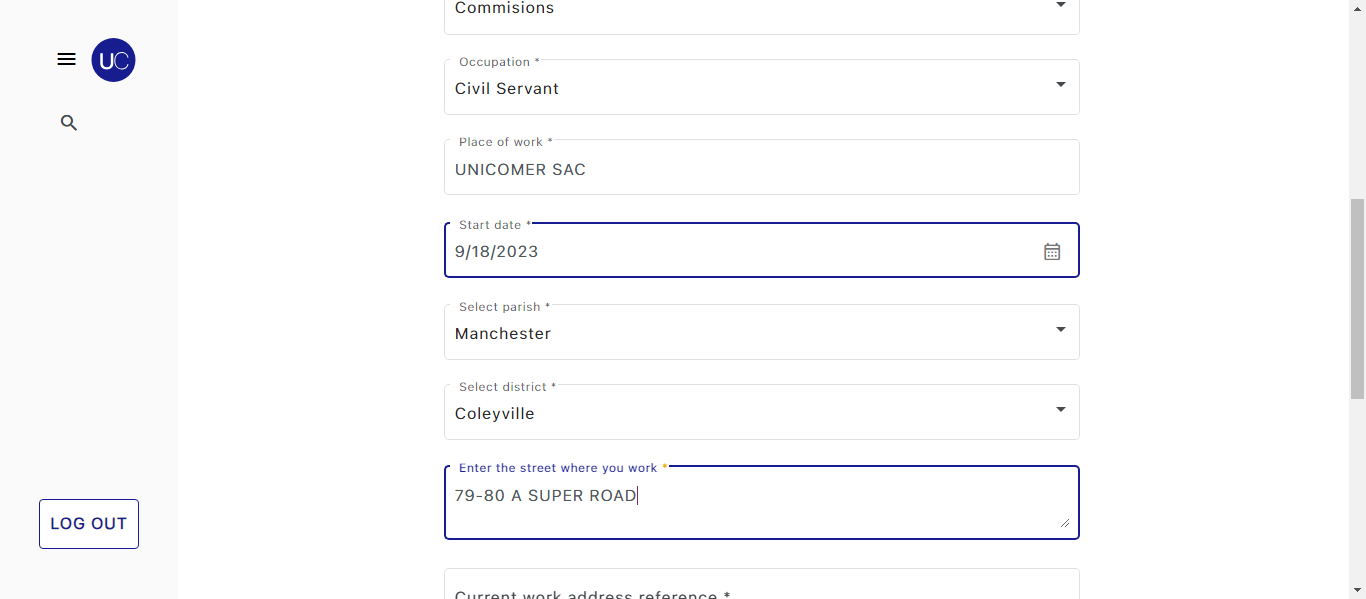 UC
LOG OUT
Commisions
Occupation *
Civil Servant
Place of work *
UNICOMER SAC
Start date *
9/18/2023
Select parish *
Manchester
Select district *
Coleyville
Enter the street where you work *
79-80 A SUPER ROAD
Current work address reference *